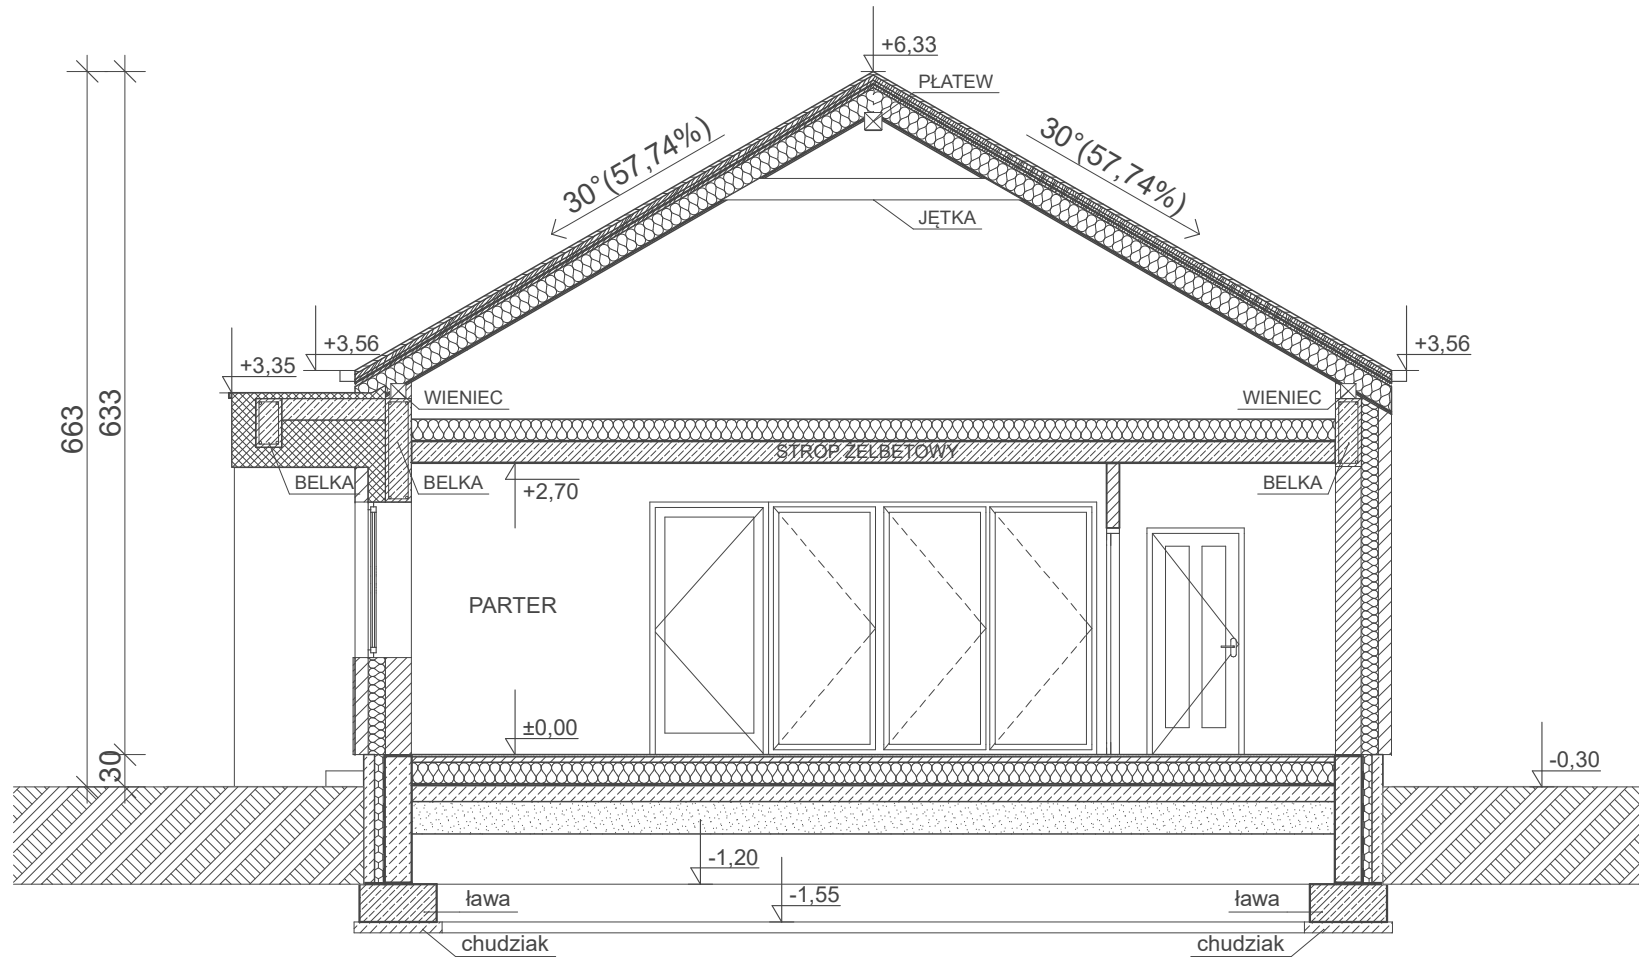 +6,33
PŁATEW
30°(57,74%)
30°(57,74%)
JĘTKA
+3,56
+3,56
+3,35
WIENIEC
WIENIEC
663
633
STROP ŻELBETOWY
BELKA
BELKA
BELKA
+2,70
PARTER
±0,00
30
-0,30
-1,20
-1,55
ława
ława
chudziak
chudziak